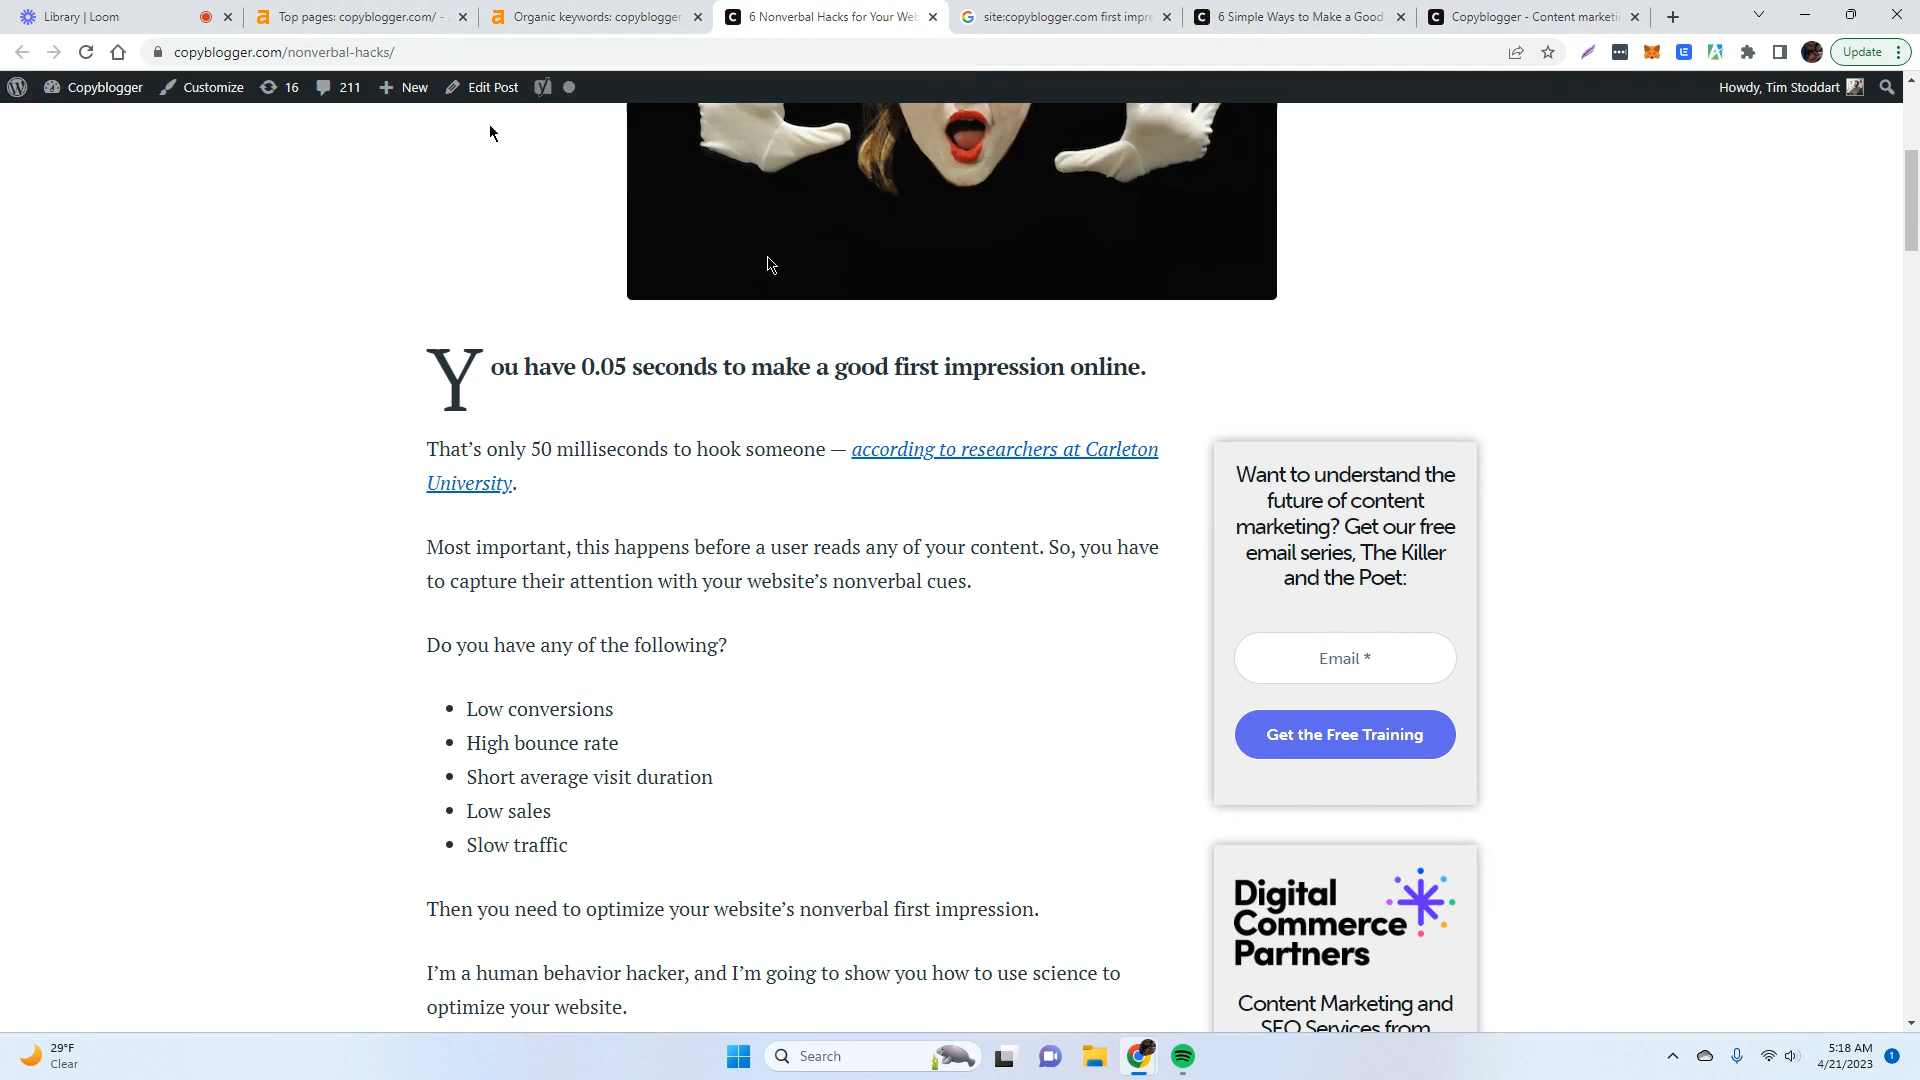 Library | Loom
Top pages: copyblogger.com/ -
Organic keywords: copyblogger.
6 Nonverbal Hacks for Your Web
site:copyblogger.com first impre
6 Simple Ways to Make a Good
Copyblogger - Content marketi
copyblogger.com/nonverbal-hacks/
Update
Copyblogger
Customize
16
211
New
Edit Post
Howdy, Tim Stoddart
You have 0.05 seconds to make a good first impression online.
That’s only 50 milliseconds to hook someone — according to researchers at Carleton
University.
Most important, this happens before a user reads any of your content. So, you have
to capture their attention with your website’s nonverbal cues.
Do you have any of the following?
• Low conversions
• High bounce rate
• Short average visit duration
• Low sales
• Slow traffic
Then you need to optimize your website’s nonverbal first impression.
I’m a human behavior hacker, and I’m going to show you how to use science to
optimize your website.
Want to understand the
future of content
marketing? Get our free
email series, The Killer
and the Poet:
Email *
Get the Free Training
Digital
Commerce
Partners
Content Marketing and
SEO Services from
29°F
Clear
Search
5:18 AM
4/21/2023
1